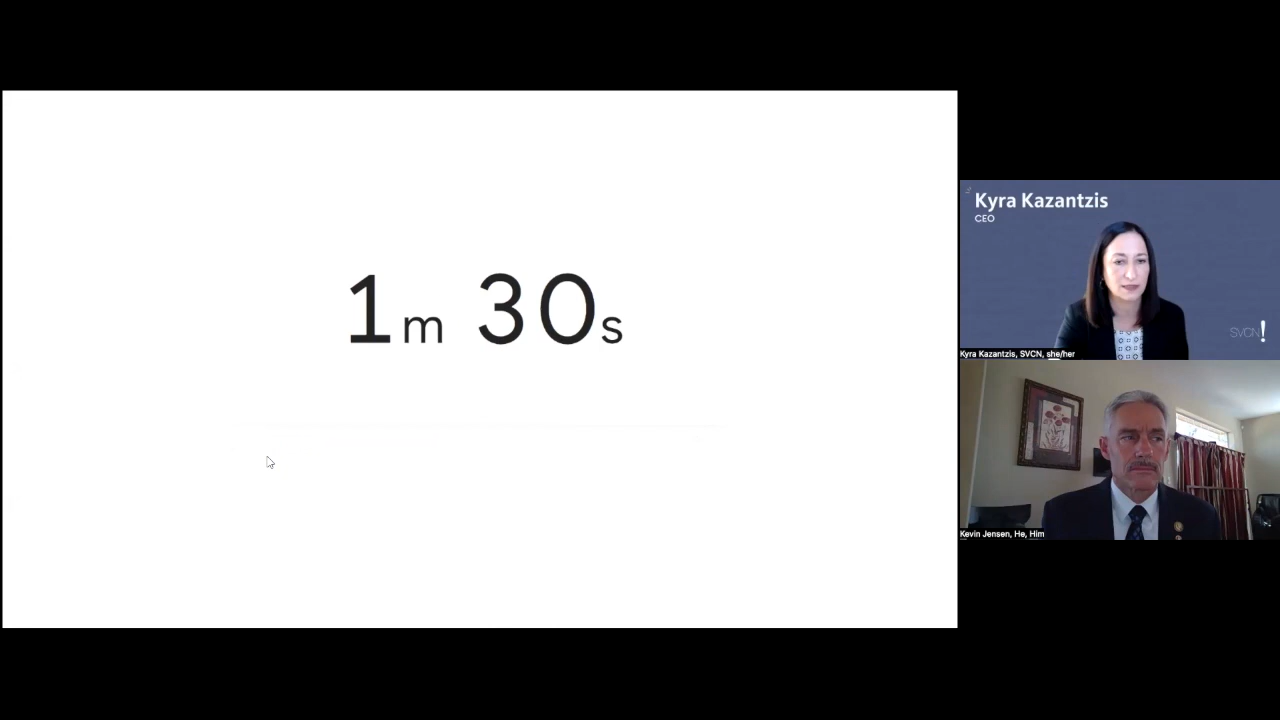 1m 30s
Kyra Kazantzis
CEO
SVCN!
Kyra Kazantzis, SVCN, she/her
Kevin Jensen, He, Him